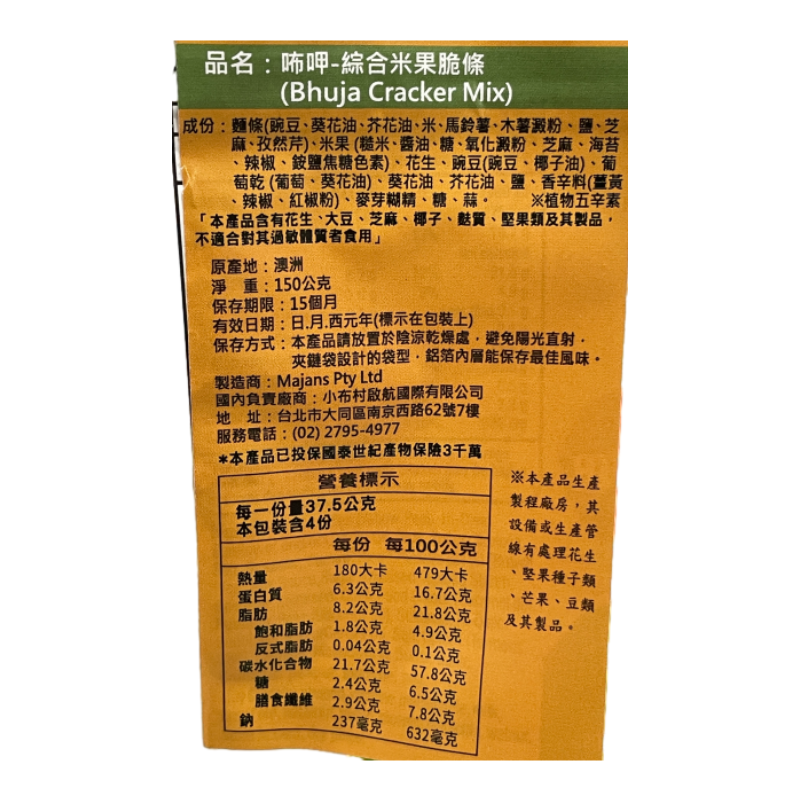 品名：咘呷-綜合米果脆條
(Bhuja Cracker Mix)
成份：麵條(豌豆、葵花油、芥花油、米、馬鈴薯、木薯澱粉、鹽、芝
麻、孜然芹)、米果(糙米、醬油、糖、氧化澱粉、芝麻、海苔
、辣椒、銨鹽焦糖色素)、花生、豌豆(豌豆、椰子油)、葡
萄乾(葡萄、葵花油)、葵花油、芥花油、鹽、香辛料(薑黃
、辣椒、紅椒粉)、麥芽糊精、糖、蒜。 ※植物五辛素
「本產品含有花生、大豆、芝麻、椰子、麩質、堅果類及其製品，
不適合對其過敏體質者食用」
原產地：澳洲
淨 重：150公克
保存期限：15個月
有效日期：日.月.西元年(標示在包裝上)
保存方式：本產品請放置於陰涼乾燥處，避免陽光直射，
夾鏈袋設計的袋型，鋁箔內層能保存最佳風味。
製造商：Majans Pty Ltd
國內負責廠商：小布村啟航國際有限公司
地 址：台北市大同區南京西路62號7樓
服務電話：(02) 2795-4977
*本產品已投保國泰世紀產物保險3千萬
營養標示
每一份量37.5公克
本包裝含4份
每份 每100公克
熱量 180大卡 479大卡
蛋白質 6.3公克 16.7公克
脂肪 8.2公克 21.8公克
飽和脂肪 1.8公克 4.9公克
反式脂肪 0.04公克 0.1公克
碳水化合物 21.7公克 57.8公克
糖 2.4公克 6.5公克
膳食纖維 2.9公克 7.8公克
鈉 237毫克 632毫克
※本產品生產
製程廠房，其
設備或生產管
線有處理花生
、堅果種子類
、芒果、豆類
及其製品。